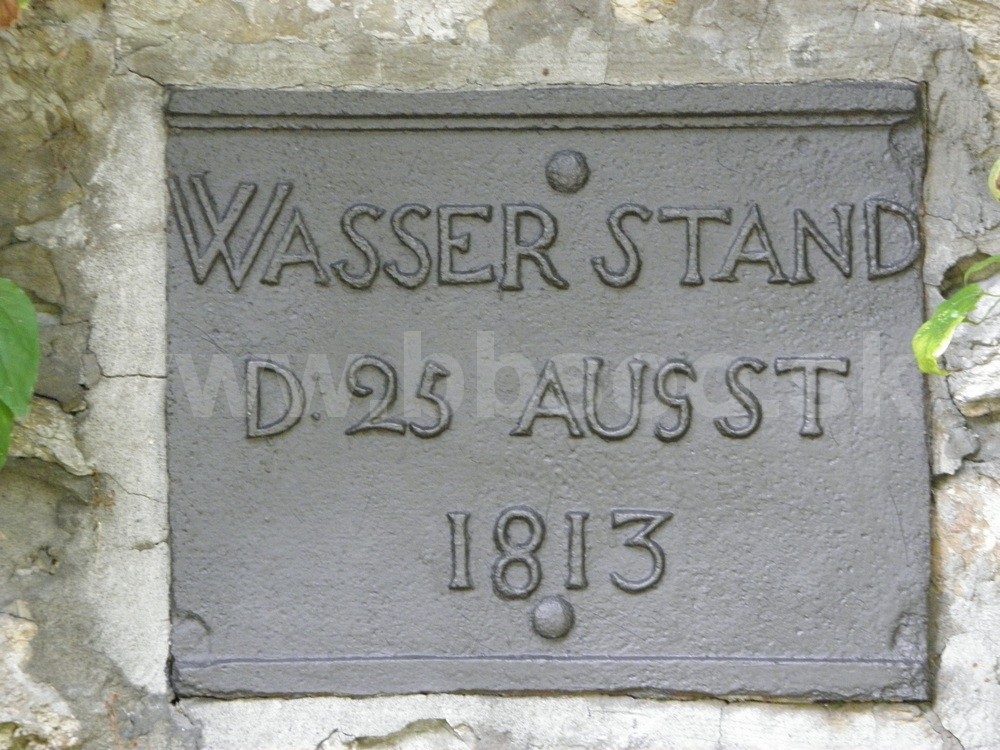 WASSER STAND
D. 25 AUGST
1813